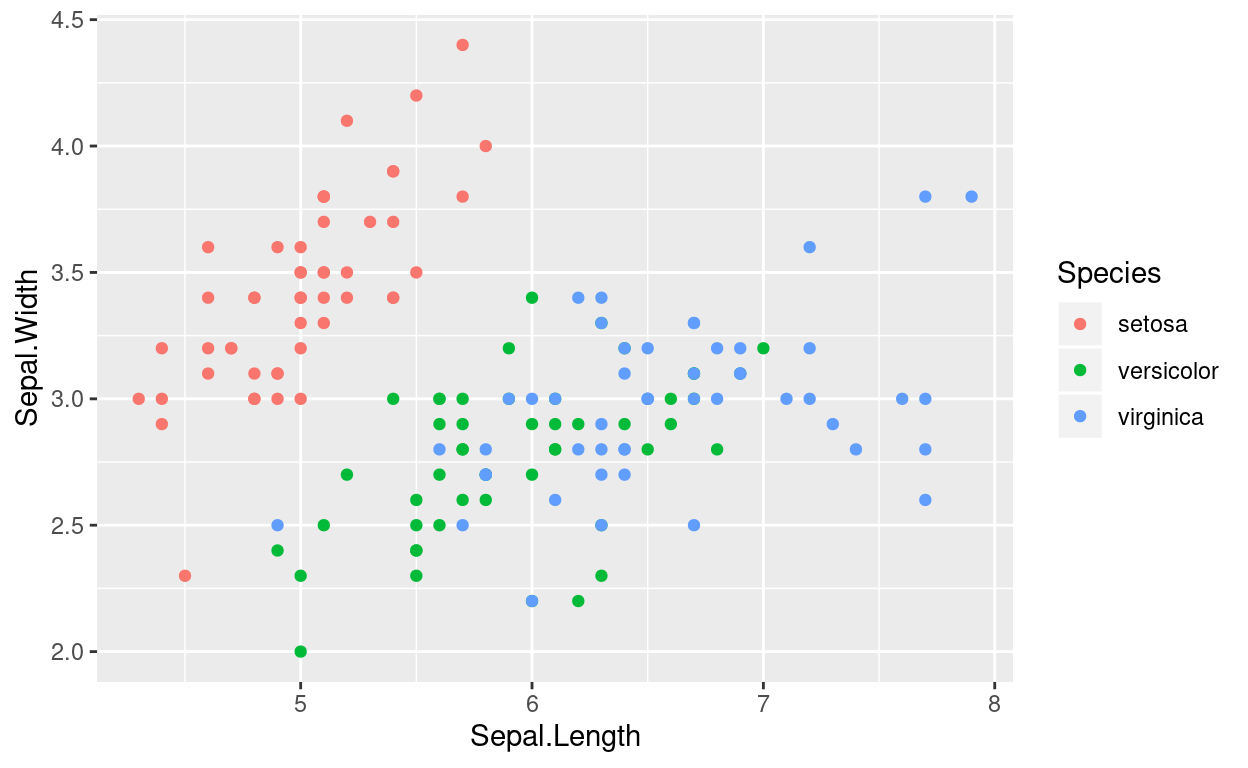 4.5
4.0
3.5
3.0
2.5
2.0
Sepal.Width
5 6 7 8
Sepal.Length
Species
setosa
versicolor
virginica